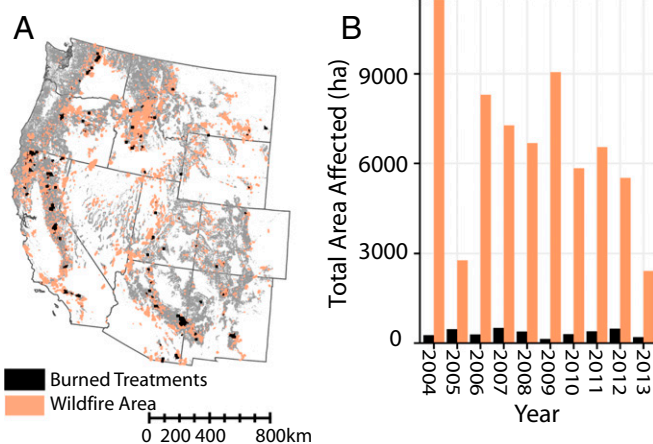 A
B
Burned Treatments
Wildfire Area
0 200 400 800km
Total Area Affected (ha)
9000
6000
3000
0
2004 2005 2006 2007 2008 2009 2010 2011 2012 2013
Year